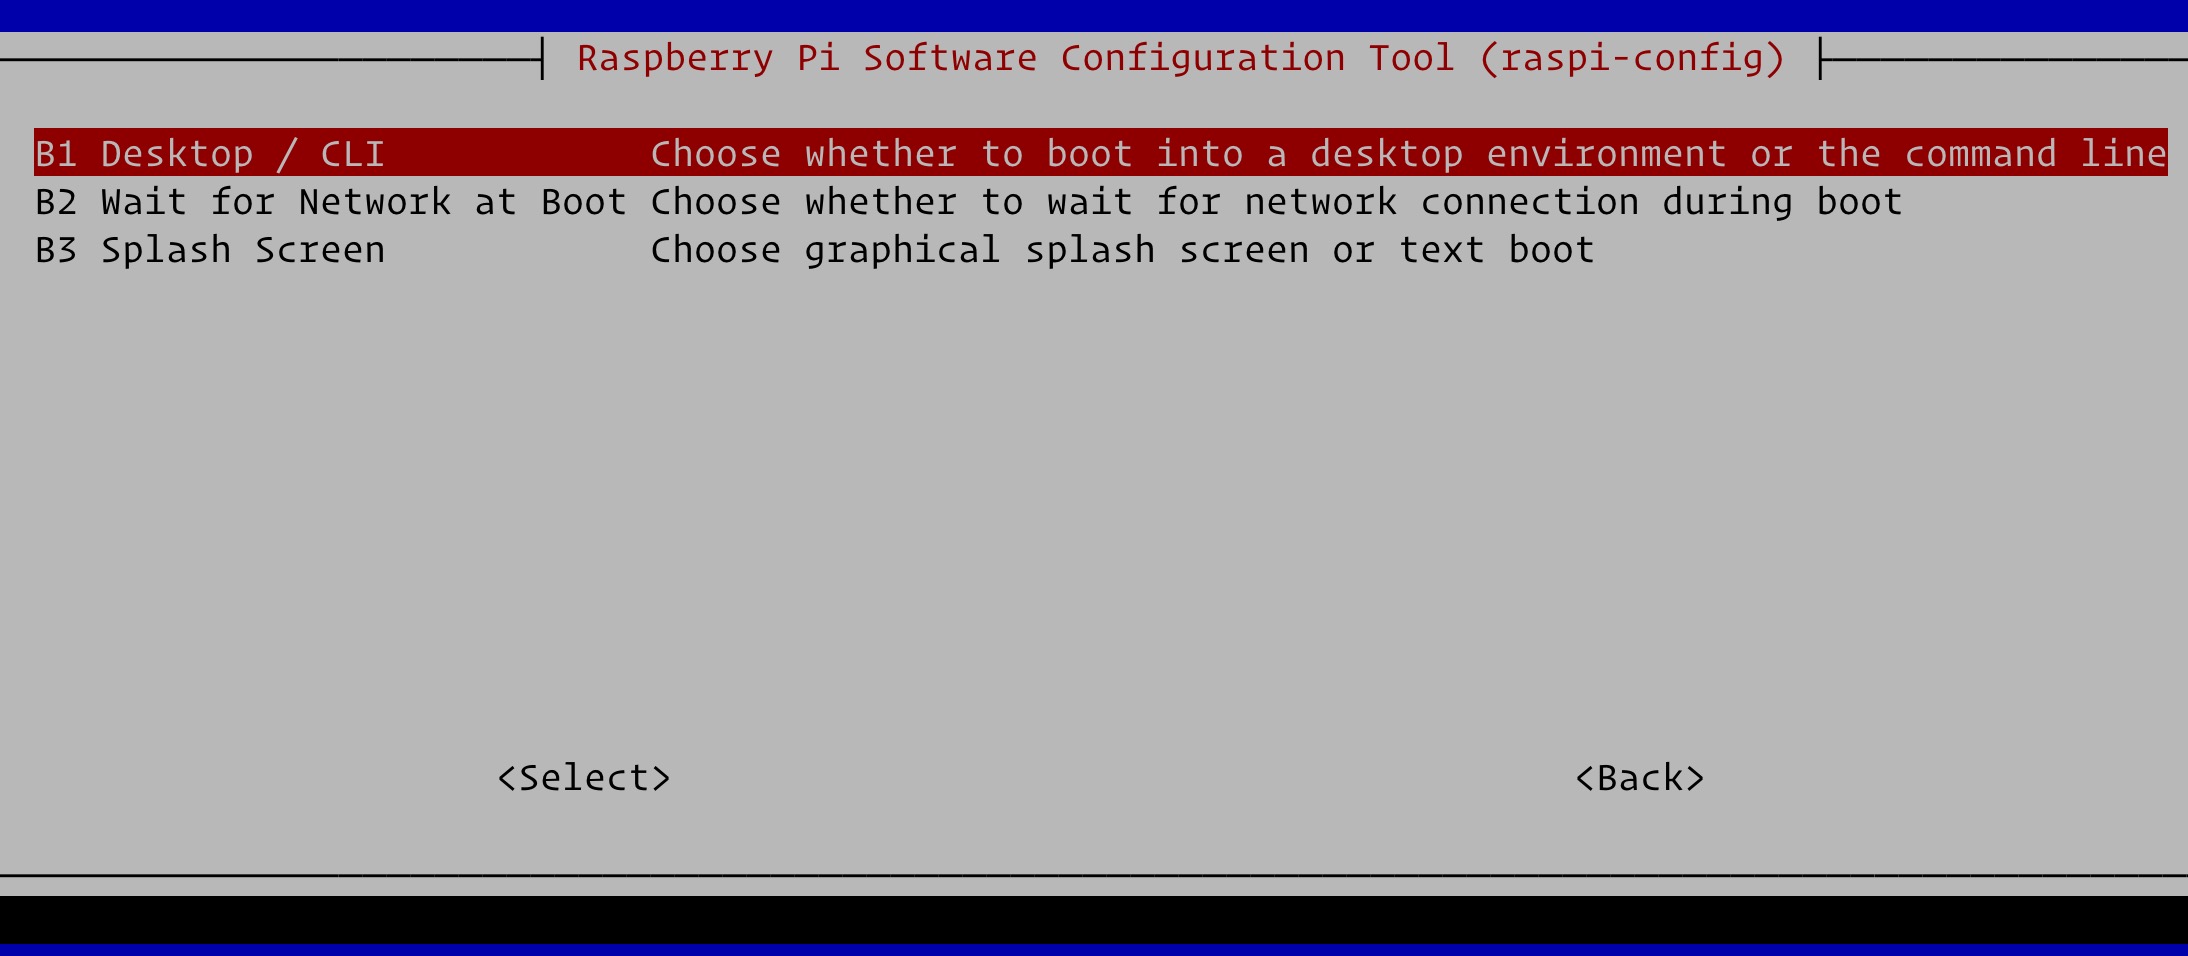 Raspberry Pi Software Configuration Tool (raspi-config)
B1 Desktop / CLI            Choose whether to boot into a desktop environment or the command line
B2 Wait for Network at Boot Choose whether to wait for network connection during boot
B3 Splash Screen            Choose graphical splash screen or text boot
<Select>                                         <Back>